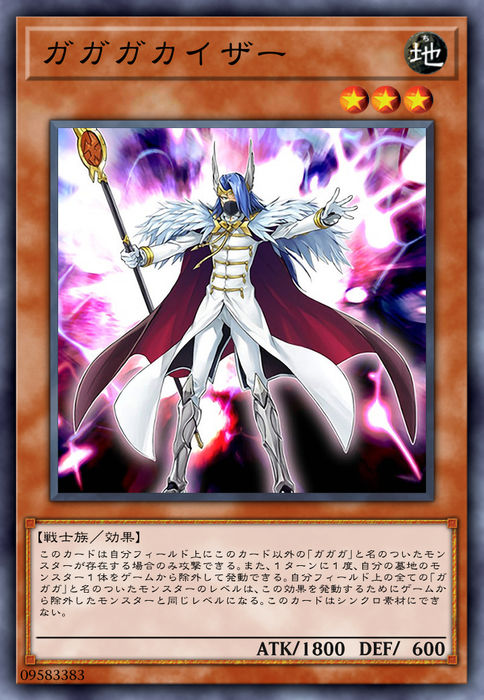 ガガガカイザー
ち
地
【戦士族／効果】
このカードは自分フィールド上にこのカード以外の「ガガガ」と名のついたモン
スターが存在する場合のみ攻撃できる。また、1ターンに1度、自分の墓地のモ
ンスター1体をゲームから除外して発動できる。自分フィールド上の全ての「ガ
ガガ」と名のついたモンスターのレベルは、この効果を発動するためにゲームか
ら除外したモンスターと同じレベルになる。このカードはシンクロ素材にでき
ない。
ATK/1800 DEF/ 600
09583383